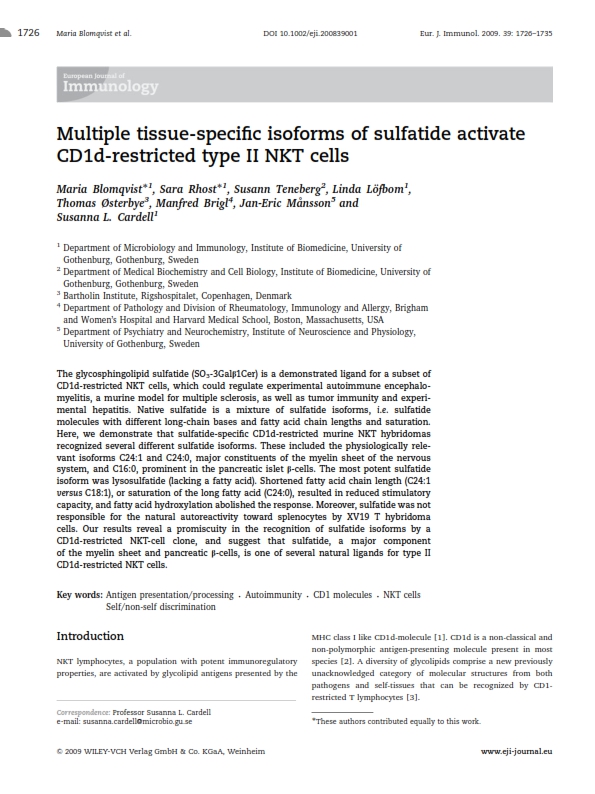 1726
Maria Blomqvist et al.
DOI 10.1002/eji.200839001
Eur. J. Immunol. 2009. 39: 1726–1735
European Journal of
Immunology
Multiple tissue-specific isoforms of sulfatide activate
CD1d-restricted type II NKT cells
Maria Blomqvist*1, Sara Rhost*1, Susann Teneberg2, Linda Löfbom1,
Thomas Østerbye3, Manfred Brigl4, Jan-Eric Månsson5 and
Susanna L. Cardell1
1 Department of Microbiology and Immunology, Institute of Biomedicine, University of
Gothenburg, Gothenburg, Sweden
2 Department of Medical Biochemistry and Cell Biology, Institute of Biomedicine, University of
Gothenburg, Gothenburg, Sweden
3 Bartholin Institute, Rigshospitalet, Copenhagen, Denmark
4 Department of Pathology and Division of Rheumatology, Immunology and Allergy, Brigham
and Women's Hospital and Harvard Medical School, Boston, Massachusetts, USA
5 Department of Psychiatry and Neurochemistry, Institute of Neuroscience and Physiology,
University of Gothenburg, Sweden
The glycosphingolipid sulfatide (SO3-3Galβ1Cer) is a demonstrated ligand for a subset of
CD1d-restricted NKT cells, which could regulate experimental autoimmune encephalo-
myelitis, a murine model for multiple sclerosis, as well as tumor immunity and experi-
mental hepatitis. Native sulfatide is a mixture of sulfatide isoforms, i.e. sulfatide
molecules with different long-chain bases and fatty acid chain lengths and saturation.
Here, we demonstrate that sulfatide-specific CD1d-restricted murine NKT hybridomas
recognized several different sulfatide isoforms. These included the physiologically rele-
vant isoforms C24:1 and C24:0, major constituents of the myelin sheet of the nervous
system, and C16:0, prominent in the pancreatic islet β-cells. The most potent sulfatide
isoform was lysosulfatide (lacking a fatty acid). Shortened fatty acid chain length (C24:1
versus C18:1), or saturation of the long fatty acid (C24:0), resulted in reduced stimulatory
capacity, and fatty acid hydroxylation abolished the response. Moreover, sulfatide was not
responsible for the natural autoreactivity toward splenocytes by XV19 T hybridoma
cells. Our results reveal a promiscuity in the recognition of sulfatide isoforms by a
CD1d-restricted NKT-cell clone, and suggest that sulfatide, a major component
of the myelin sheet and pancreatic β-cells, is one of several natural ligands for type II
CD1d-restricted NKT cells.
Key words: Antigen presentation/processing · Autoimmunity · CD1 molecules · NKT cells
Self/non-self discrimination
Introduction
NKT lymphocytes, a population with potent immunoregulatory
properties, are activated by glycolipid antigens presented by the
Correspondence: Professor Susanna L. Cardell
e-mail: susanna.cardell@microbio.gu.se
MHC class I like CD1d-molecule [1]. CD1d is a non-classical and
non-polymorphic antigen-presenting molecule present in most
species [2]. A diversity of glycolipids comprise a new previously
unacknowledged category of molecular structures from both
pathogens and self-tissues that can be recognized by CD1-
restricted T lymphocytes [3].
*These authors contributed equally to this work.
© 2009 WILEY-VCH Verlag GmbH & Co. KGaA, Weinheim
www.eji-journal.eu